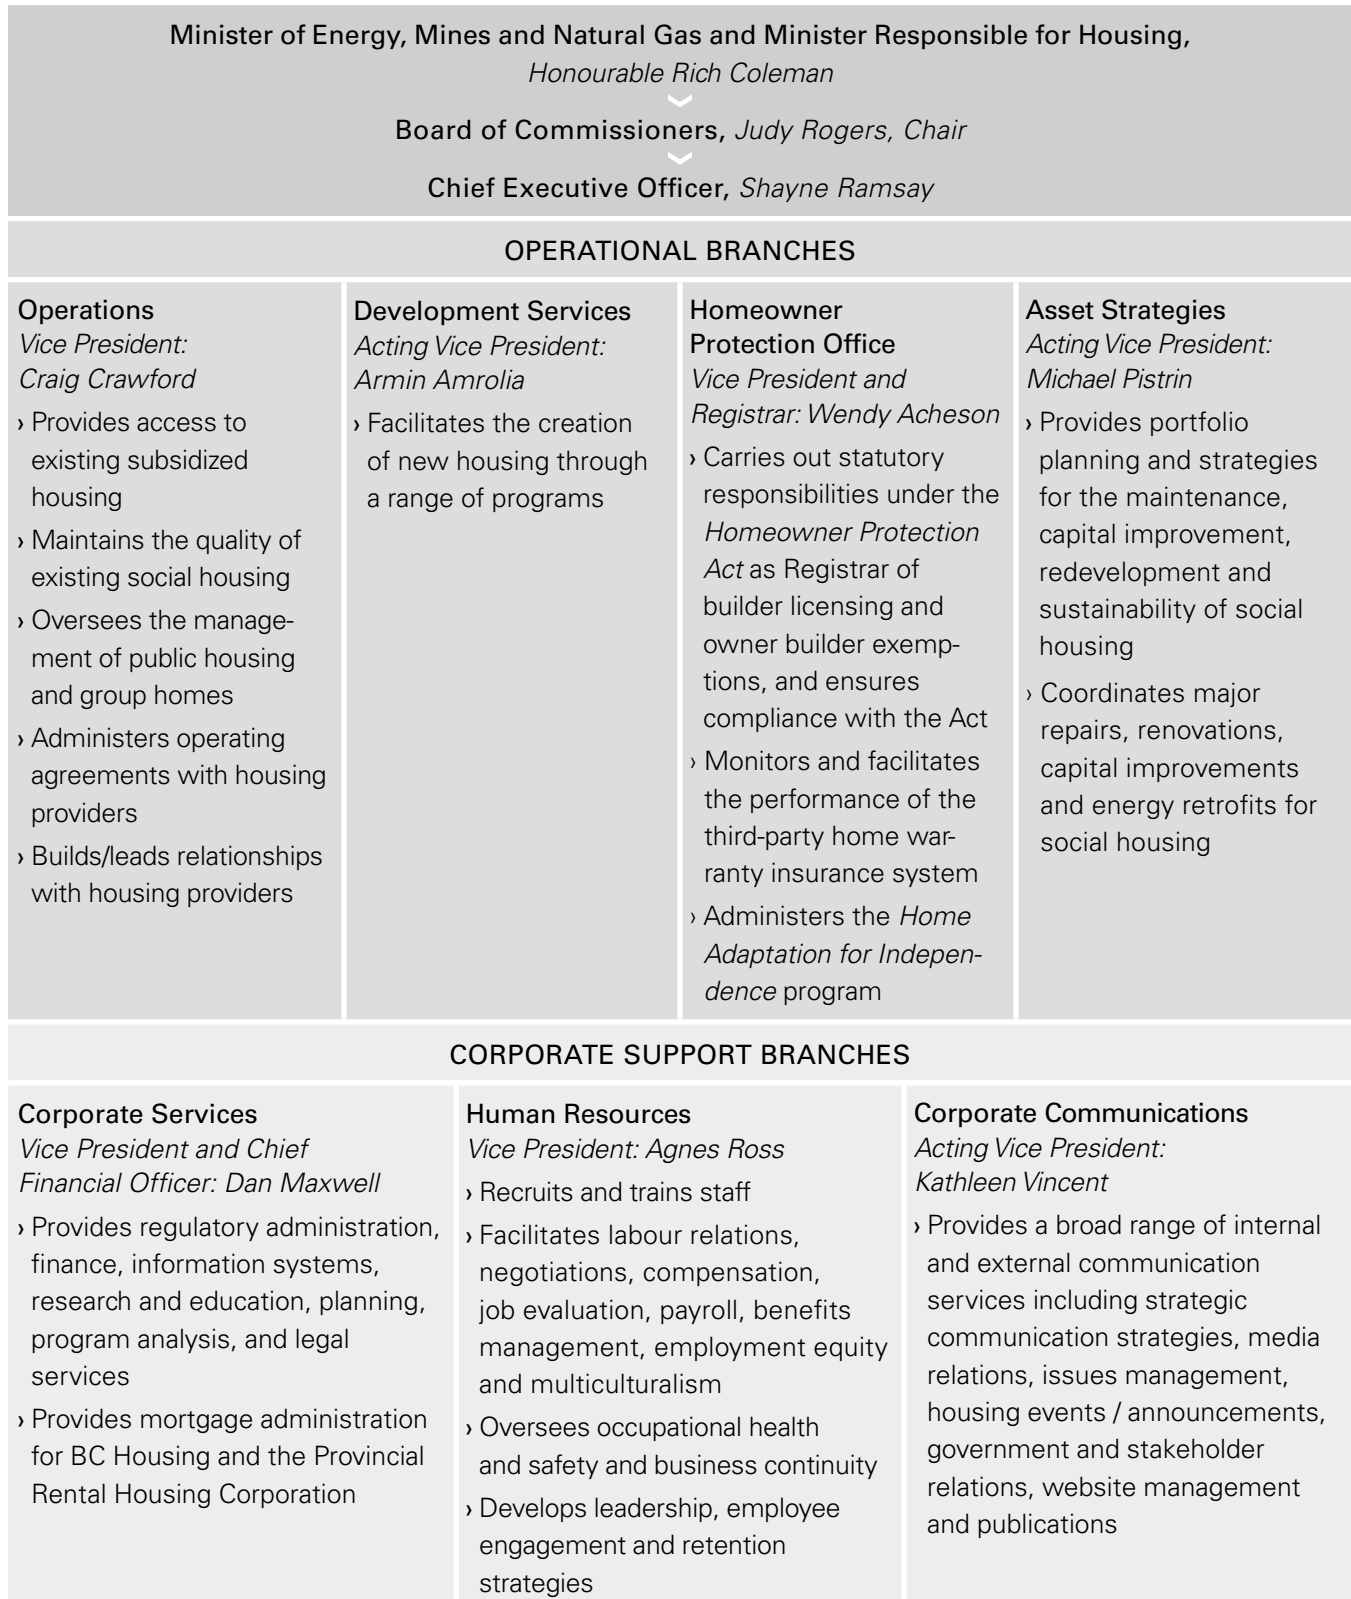 Minister of Energy, Mines and Natural Gas and Minister Responsible for Housing,
Honourable Rich Coleman
Board of Commissioners, Judy Rogers, Chair
Chief Executive Officer, Shayne Ramsay
OPERATIONAL BRANCHES
Operations
Vice President:
Craig Crawford
› Provides access to
existing subsidized
housing
› Maintains the quality of
existing social housing
› Oversees the manage-
ment of public housing
and group homes
› Administers operating
agreements with housing
providers
› Builds/leads relationships
with housing providers
Development Services
Acting Vice President:
Armin Amrolia
› Facilitates the creation
of new housing through
a range of programs
Homeowner
Protection Office
Vice President and
Registrar: Wendy Acheson
› Carries out statutory
responsibilities under the
Homeowner Protection
Act as Registrar of
builder licensing and
owner builder exemp-
tions, and ensures
compliance with the Act
› Monitors and facilitates
the performance of the
third-party home war-
ranty insurance system
› Administers the Home
Adaptation for Indepen-
dence program
Asset Strategies
Acting Vice President:
Michael Pistrin
› Provides portfolio
planning and strategies
for the maintenance,
capital improvement,
redevelopment and
sustainability of social
housing
› Coordinates major
repairs, renovations,
capital improvements
and energy retrofits for
social housing
CORPORATE SUPPORT BRANCHES
Corporate Services
Vice President and Chief
Financial Officer: Dan Maxwell
› Provides regulatory administration,
finance, information systems,
research and education, planning,
program analysis, and legal
services
› Provides mortgage administration
for BC Housing and the Provincial
Rental Housing Corporation
Human Resources
Vice President: Agnes Ross
› Recruits and trains staff
› Facilitates labour relations,
negotiations, compensation,
job evaluation, payroll, benefits
management, employment equity
and multiculturalism
› Oversees occupational health
and safety and business continuity
› Develops leadership, employee
engagement and retention
strategies
Corporate Communications
Acting Vice President:
Kathleen Vincent
› Provides a broad range of internal
and external communication
services including strategic
communication strategies, media
relations, issues management,
housing events / announcements,
government and stakeholder
relations, website management
and publications